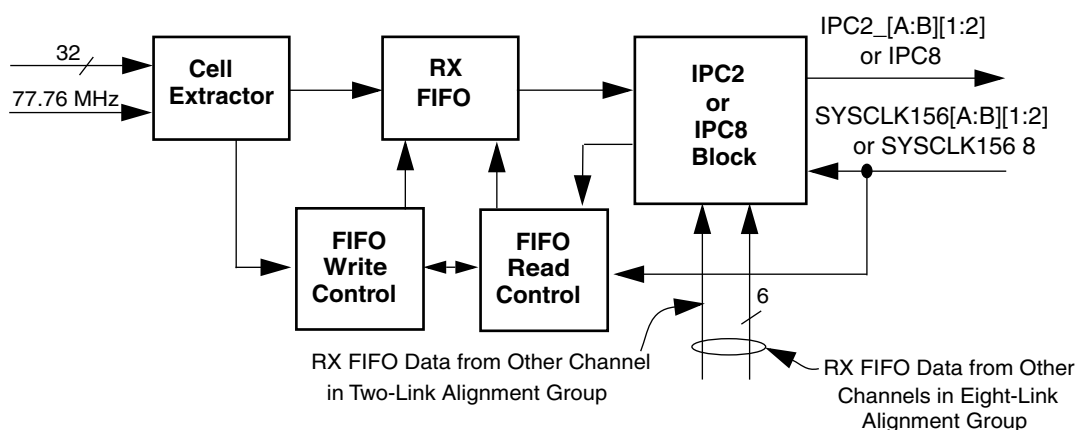 32
77.76 MHz
Cell
Extractor
RX
FIFO
IPC2
or
IPC8
Block
IPC2_[A:B][1:2]
or IPC8
SYSCLK156[A:B][1:2]
or SYSCLK156 8
FIFO
Write
Control
FIFO
Read
Control
6
RX FIFO Data from Other Channel
in Two-Link Alignment Group
RX FIFO Data from Other
Channels in Eight-Link
Alignment Group